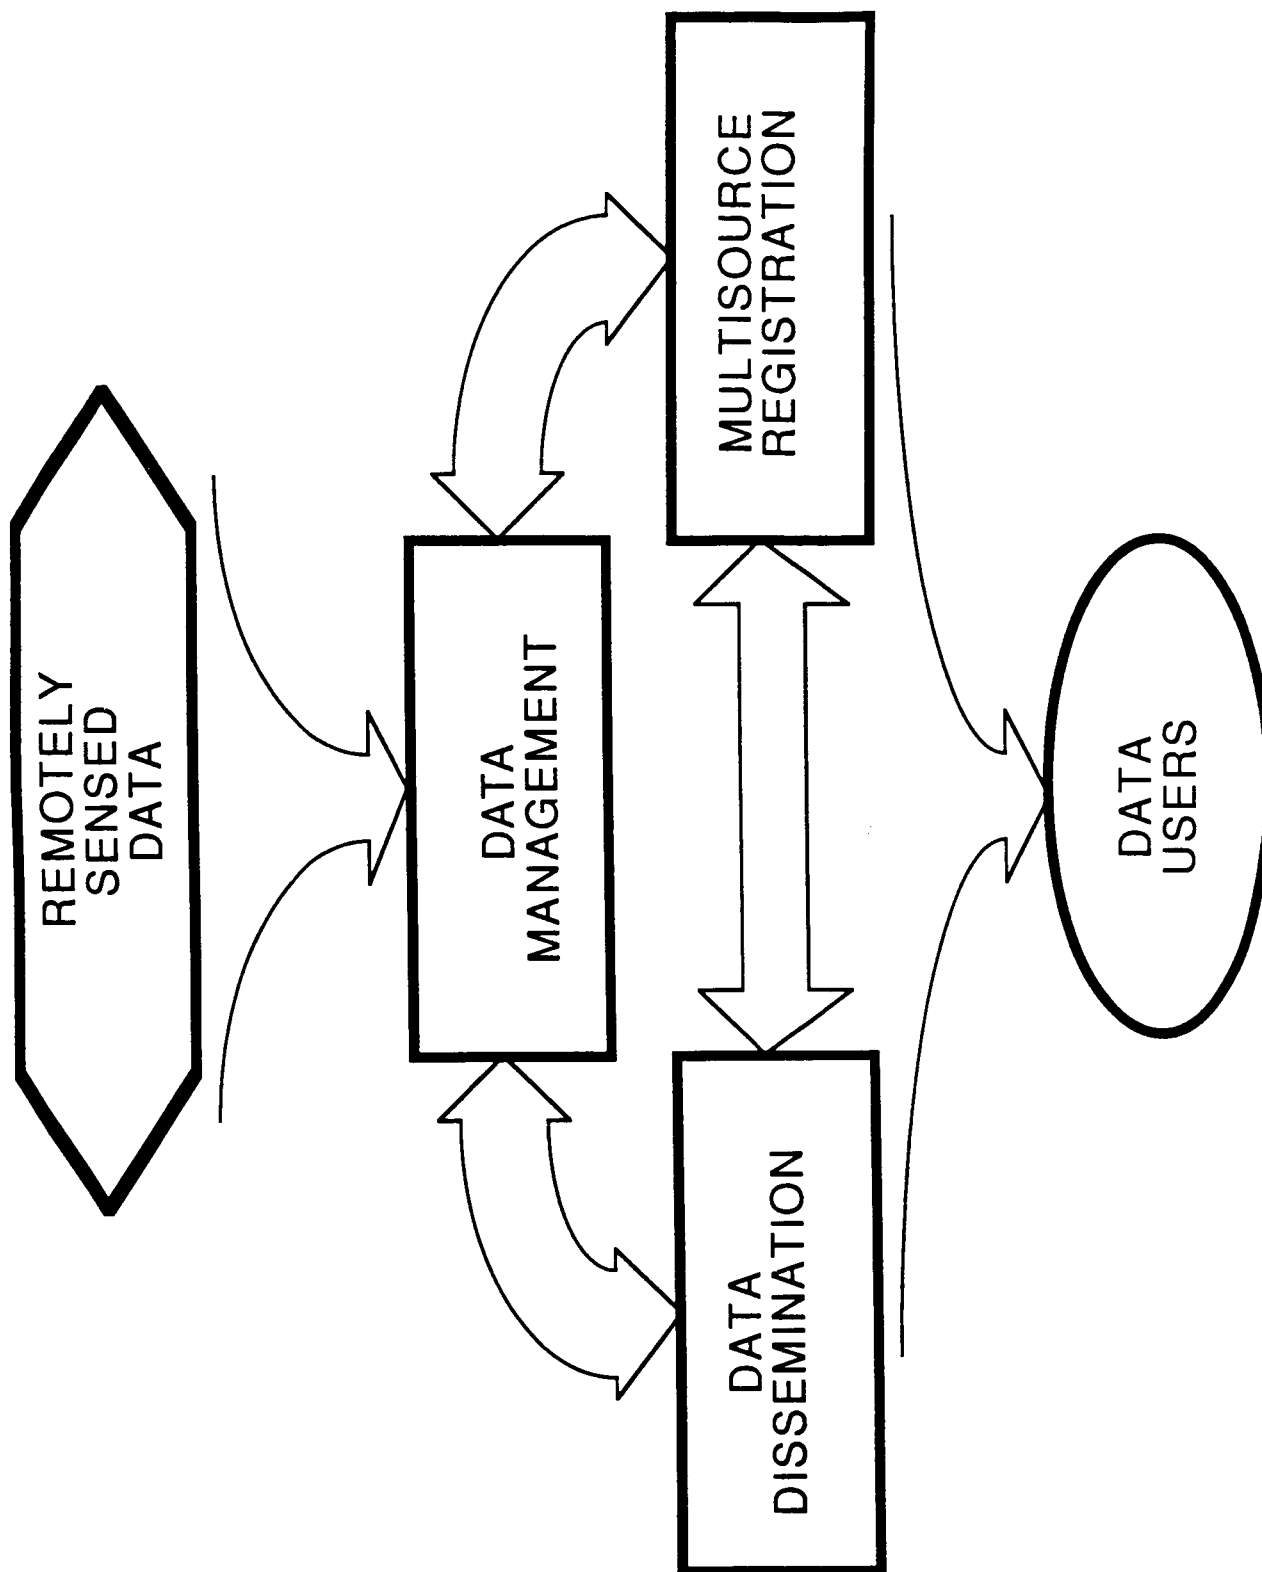 REMOTELY
SENSED
DATA
DATA
MANAGEMENT
DATA
DISSEMINATION
MULTISOURCE
REGISTRATION
DATA
USERS